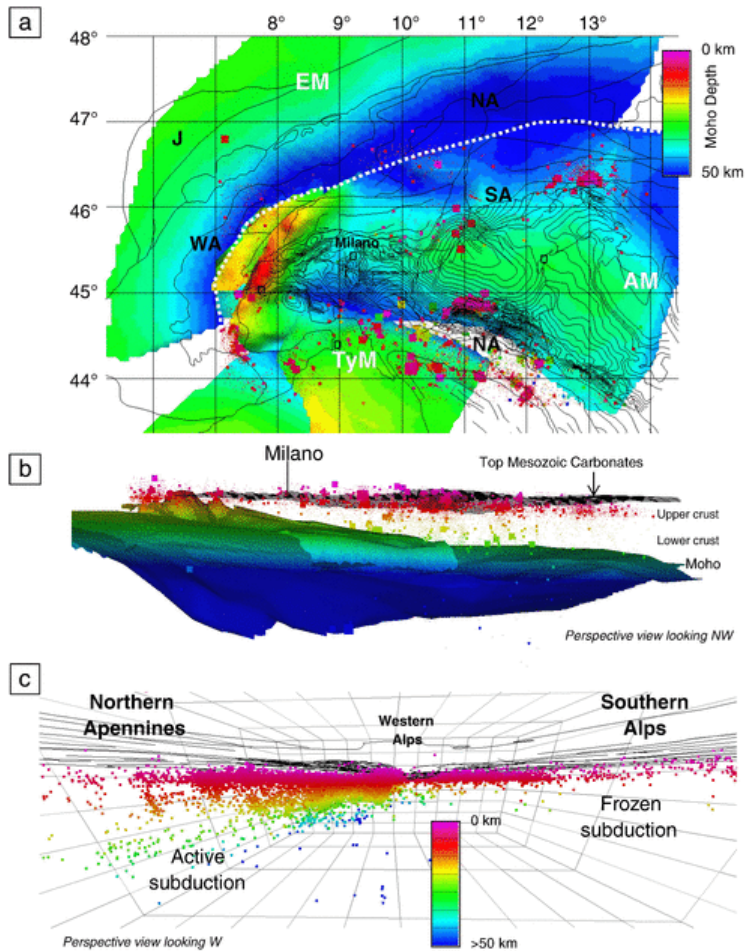 a
8° 9° 10° 11° 12° 13°
48°
47°
46°
45°
44°
EM
NA
J
SA
WA
Milano
AM
NA
TyM
0 km
Moho Depth
50 km
b
Milano
Top Mesozoic Carbonates
Upper crust
Lower crust
Moho
Perspective view looking NW
c
Northern
Apennines
Western
Alps
Southern
Alps
0 km
Frozen
subduction
Active
subduction
>50 km
Perspective view looking W